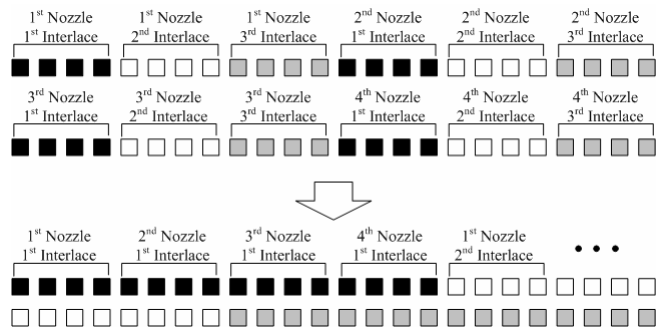 1st Nozzle 1st Nozzle 1st Nozzle 2nd Nozzle 2nd Nozzle 2nd Nozzle
1st Interlace 2nd Interlace 3rd Interlace 1st Interlace 2nd Interlace 3rd Interlace
3rd Nozzle 3rd Nozzle 3rd Nozzle 4th Nozzle 4th Nozzle 4th Nozzle
1st Interlace 2nd Interlace 3rd Interlace 1st Interlace 2nd Interlace 3rd Interlace
1st Nozzle 2nd Nozzle 3rd Nozzle 4th Nozzle 1st Nozzle
1st Interlace 1st Interlace 1st Interlace 1st Interlace 2nd Interlace
• • •